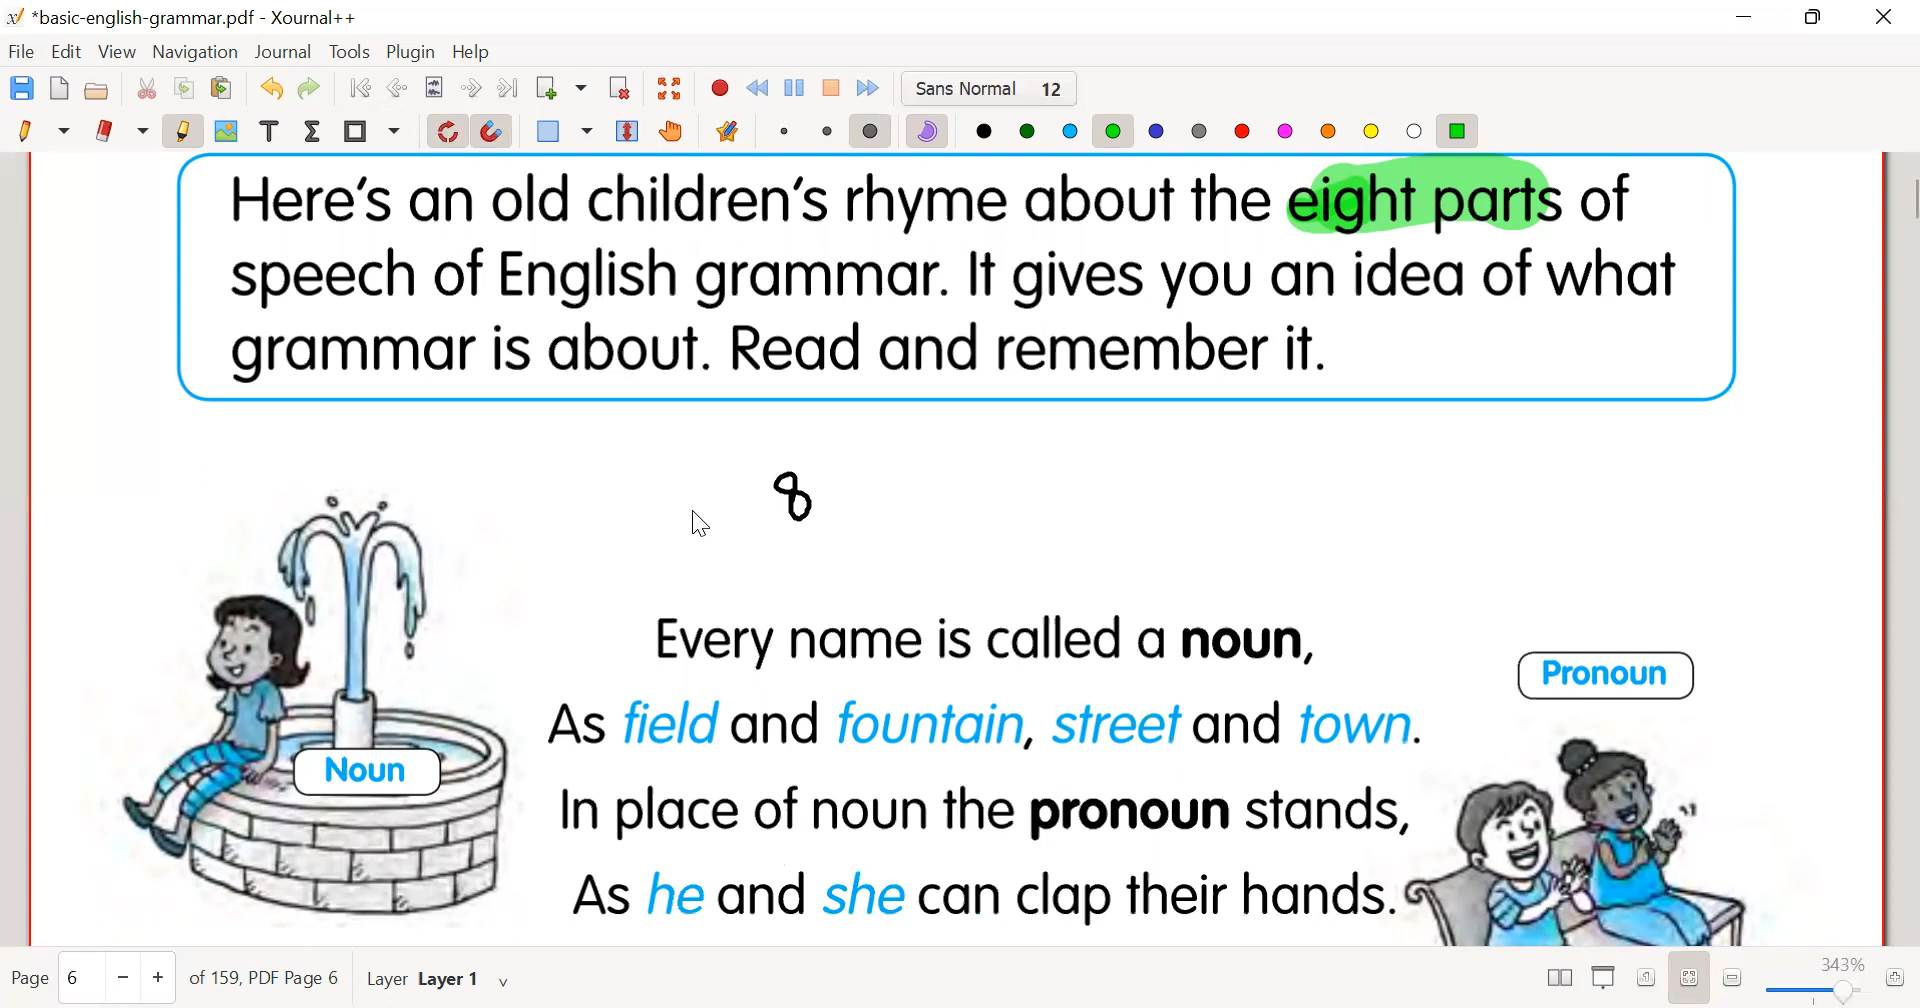 *basic-english-grammar.pdf - Xournal++
File Edit View Navigation Journal Tools Plugin Help
Sans Normal 12
Here's an old children's rhyme about the eight parts of
speech of English grammar. It gives you an idea of what
grammar is about. Read and remember it.
8
Every name is called a noun,
Pronoun
As field and fountain, street and town.
Noun
In place of noun the pronoun stands,
As he and she can clap their hands.
Page 6 − + of 159, PDF Page 6 Layer Layer 1 343%